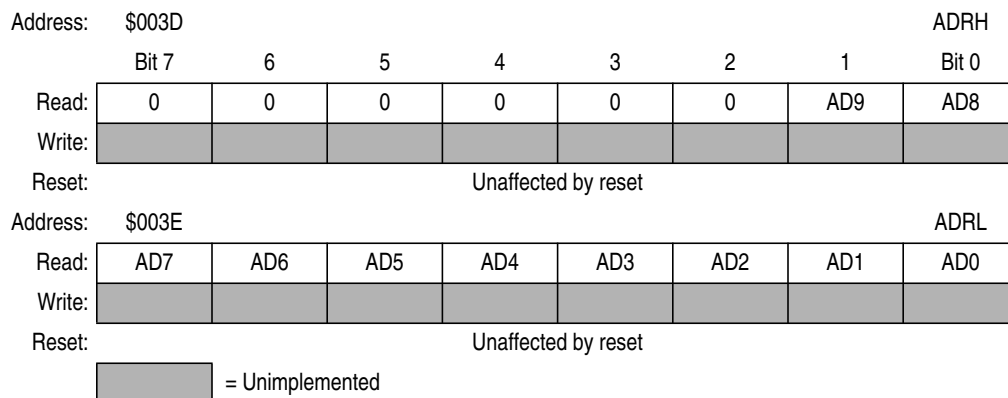 Address: $003D ADRH
Bit 7 6 5 4 3 2 1 Bit 0
Read: 0 0 0 0 0 0 AD9 AD8
Write:
Reset: Unaffected by reset
Address: $003E ADRL
Read: AD7 AD6 AD5 AD4 AD3 AD2 AD1 AD0
Write:
Reset: Unaffected by reset
= Unimplemented